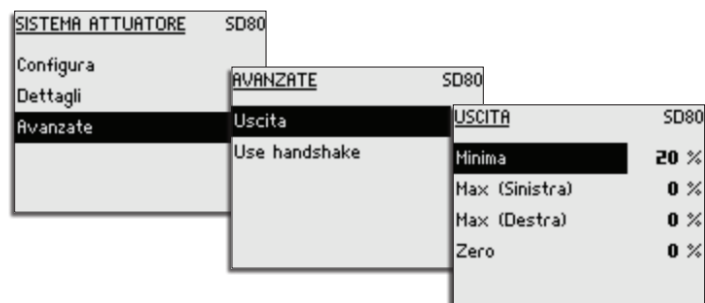 SISTEMA ATTUATORE SD80
Configura
Dettagli
Avanzate
AVANZATE SD80
Uscita
Use handshake
USCITA SD80
Minima 20 %
Max (Sinistra) 0 %
Max (Destra) 0 %
Zero 0 %